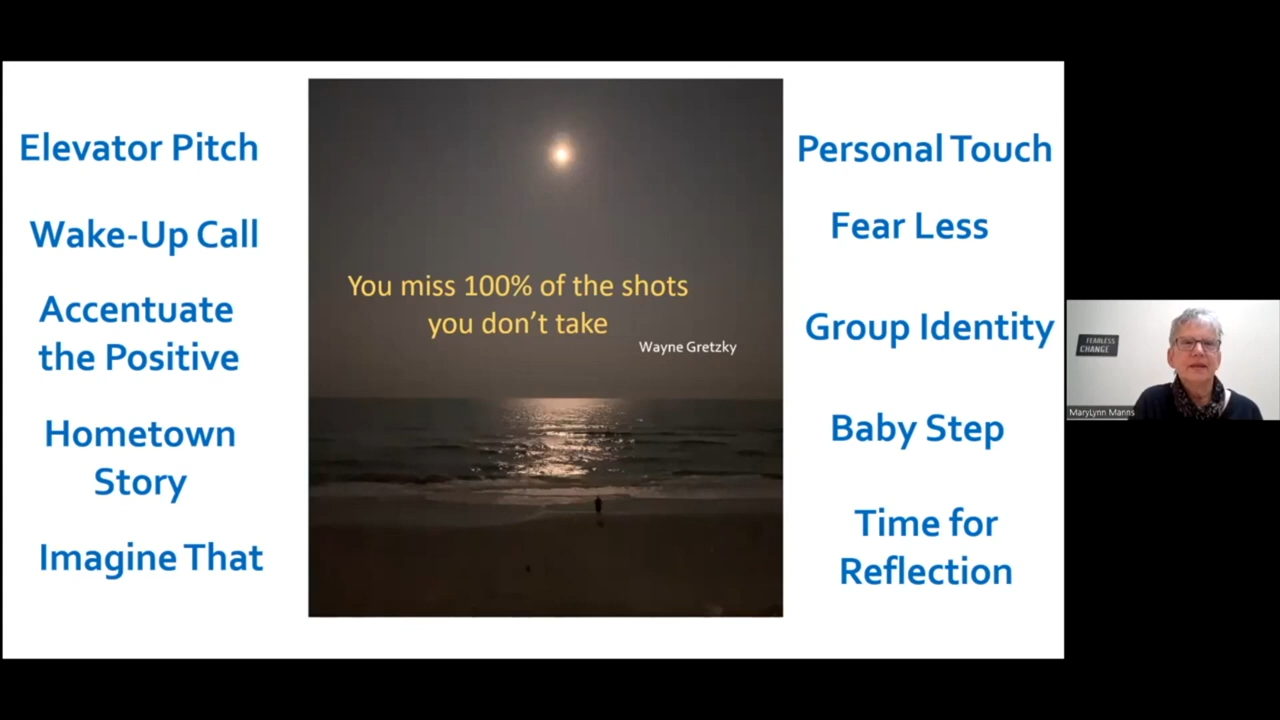 Elevator Pitch
Wake-Up Call
Accentuate
the Positive
Hometown
Story
Imagine That
You miss 100% of the shots
you don’t take
Wayne Gretzky
Personal Touch
Fear Less
Group Identity
Baby Step
Time for
Reflection
FEARLESS
CHANGE
MaryLynn Manns